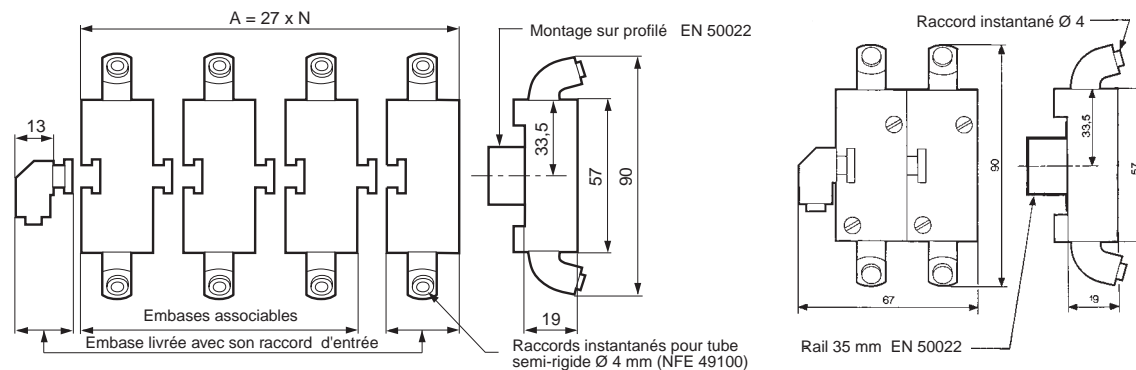 A = 27 x N
Montage sur profilé EN 50022
Raccord instantané Ø 4
13
33,5
57
90
19
Embases associables
Embase livrée avec son raccord d'entrée
Raccords instantanés pour tube
semi-rigide Ø 4 mm (NFE 49100)
90
67
33,5
57
19
Rail 35 mm EN 50022